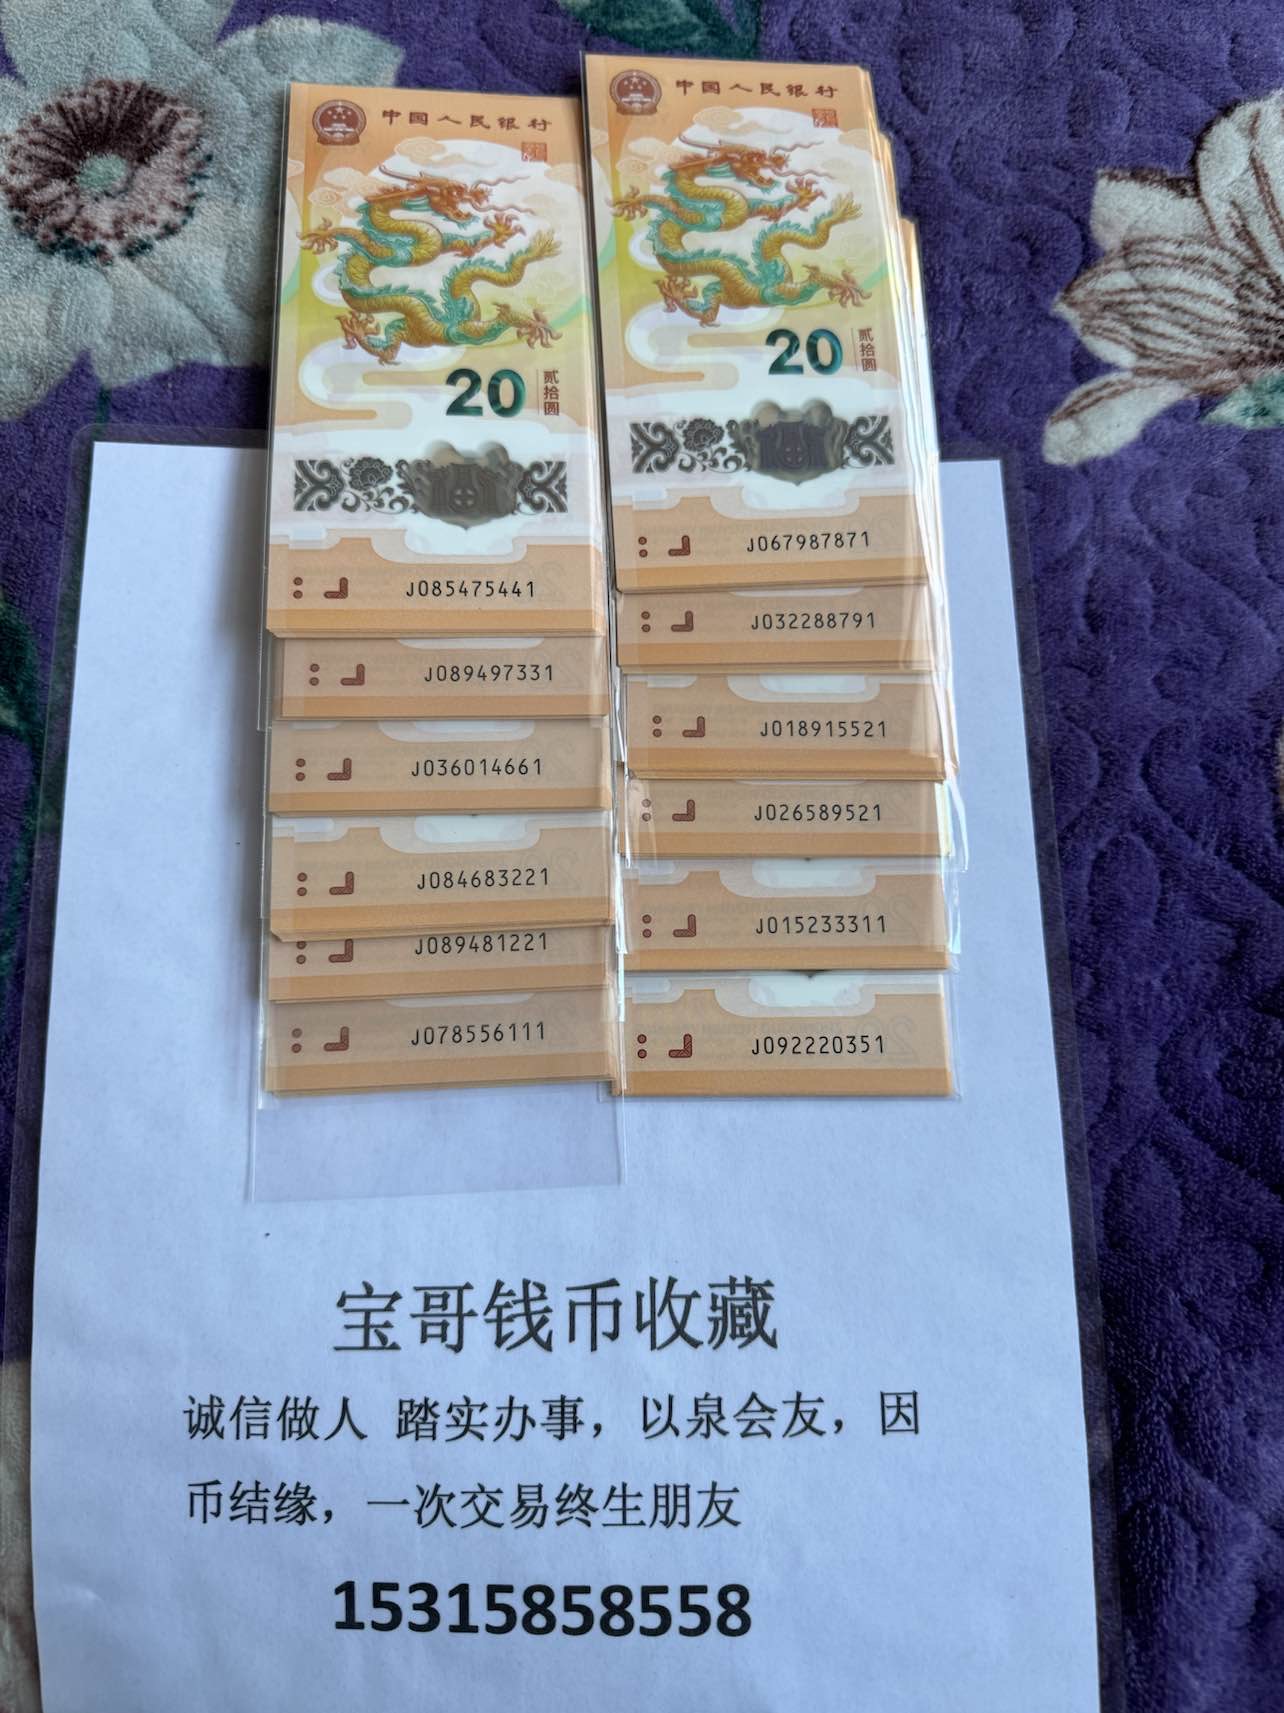 中国人民银行
20
贰拾圆
J085475441
J089497331
J036014661
J084683221
J089481221
J078556111
中国人民银行
20
贰拾圆
J067987871
J032288791
J018915521
J026589521
J015233311
J092220351
宝哥钱币收藏
诚信做人 踏实办事，以泉会友，因
币结缘，一次交易终生朋友
15315858558